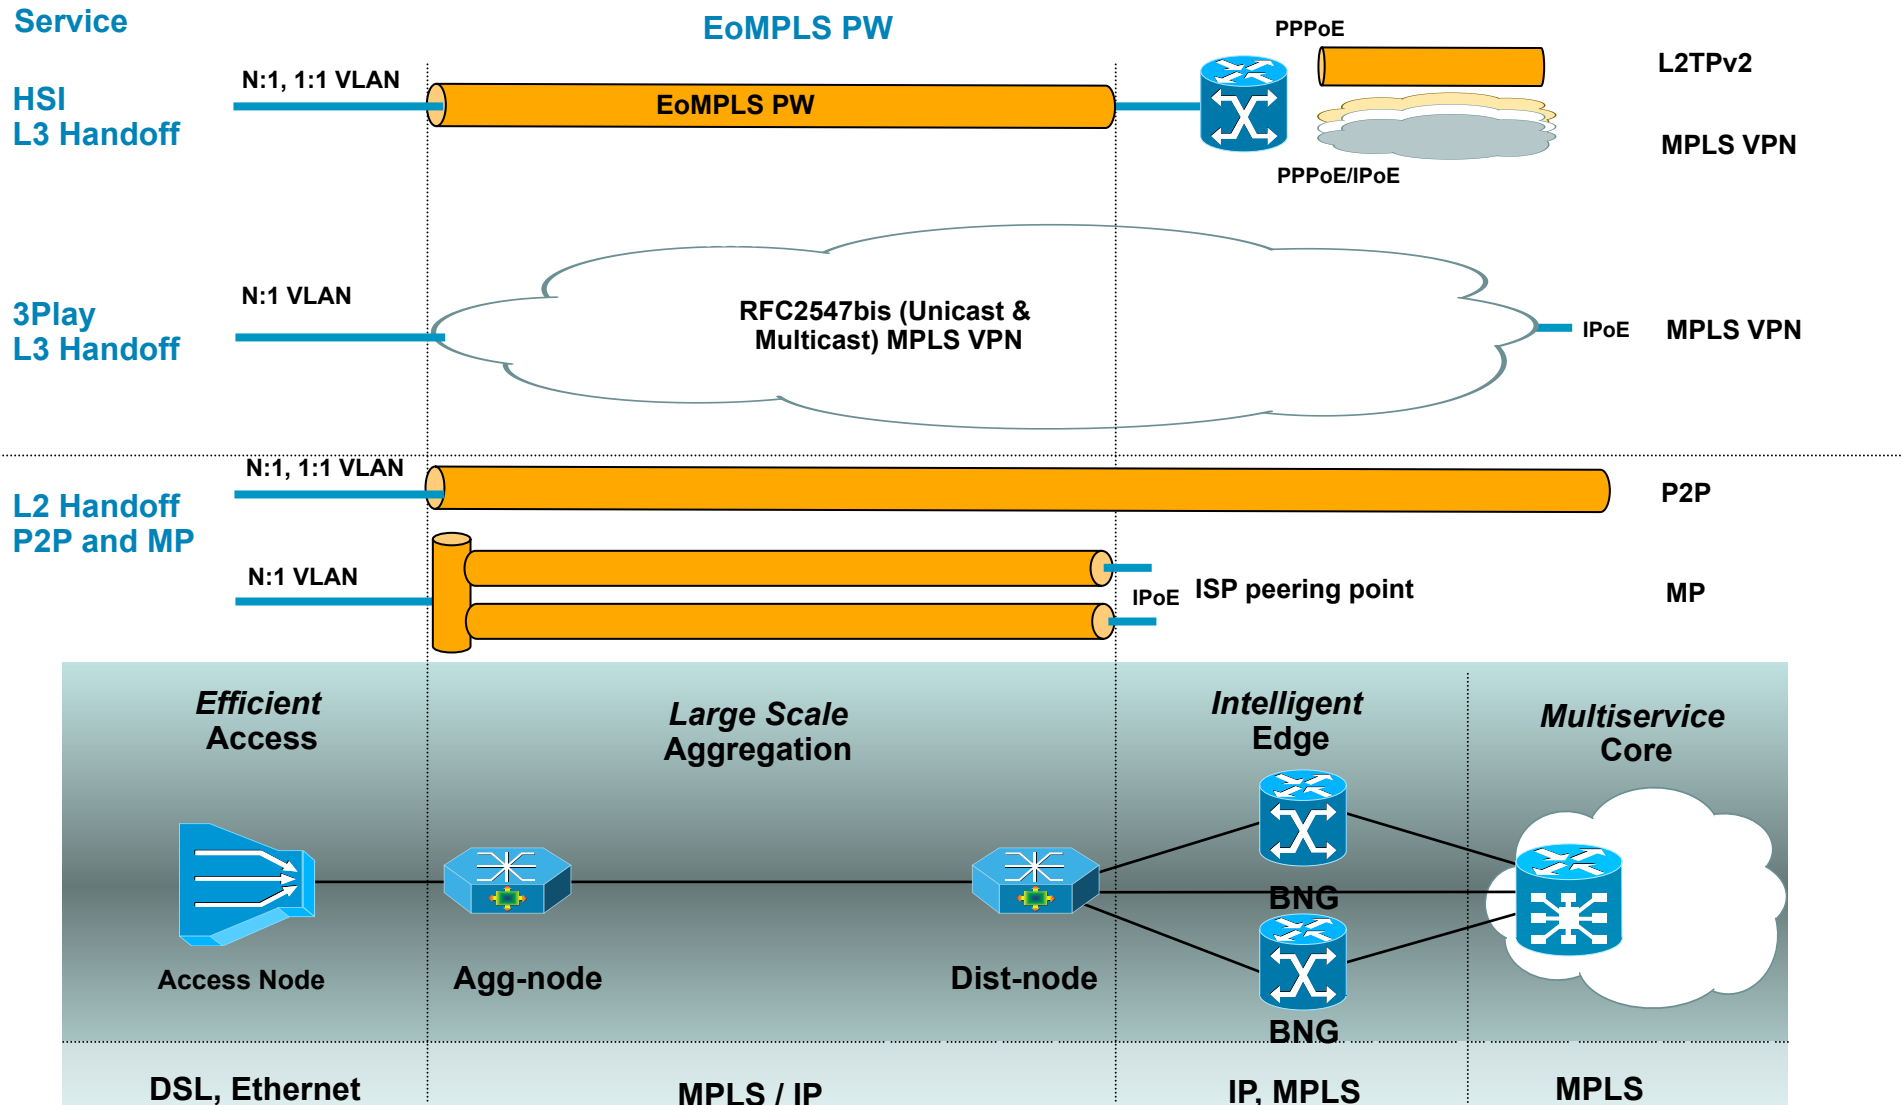 Service
EoMPLS PW
PPPoE
N:1, 1:1 VLAN
L2TPv2
HSI
L3 Handoff
EoMPLS PW
MPLS VPN
PPPoE/IPoE
N:1 VLAN
3Play
L3 Handoff
RFC2547bis (Unicast &
Multicast) MPLS VPN
IPoE
MPLS VPN
N:1, 1:1 VLAN
L2 Handoff
P2P and MP
P2P
N:1 VLAN
IPoE
ISP peering point
MP
Efficient
Access
Large Scale
Aggregation
Intelligent
Edge
Multiservice
Core
BNG
Access Node
Agg-node
Dist-node
BNG
DSL, Ethernet
MPLS / IP
IP, MPLS
MPLS